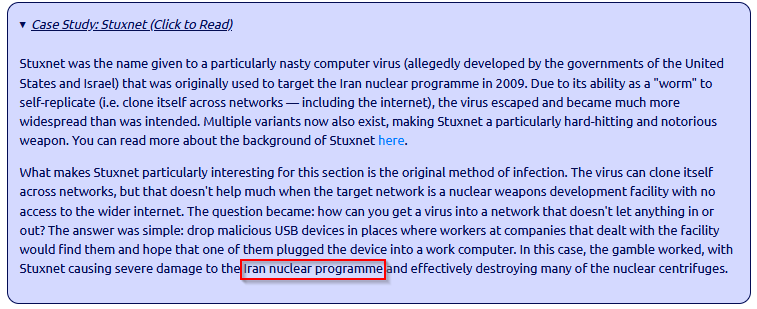 ▼ Case Study: Stuxnet (Click to Read)
Stuxnet was the name given to a particularly nasty computer virus (allegedly developed by the governments of the United
States and Israel) that was originally used to target the Iran nuclear programme in 2009. Due to its ability as a "worm" to
self-replicate (i.e. clone itself across networks — including the internet), the virus escaped and became much more
widespread than was intended. Multiple variants now also exist, making Stuxnet a particularly hard-hitting and notorious
weapon. You can read more about the background of Stuxnet here.
What makes Stuxnet particularly interesting for this section is the original method of infection. The virus can clone itself
across networks, but that doesn't help much when the target network is a nuclear weapons development facility with no
access to the wider internet. The question became: how can you get a virus into a network that doesn't let anything in or
out? The answer was simple: drop malicious USB devices in places where workers at companies that dealt with the facility
would find them and hope that one of them plugged the device into a work computer. In this case, the gamble worked, with
Stuxnet causing severe damage to the Iran nuclear programme and effectively destroying many of the nuclear centrifuges.